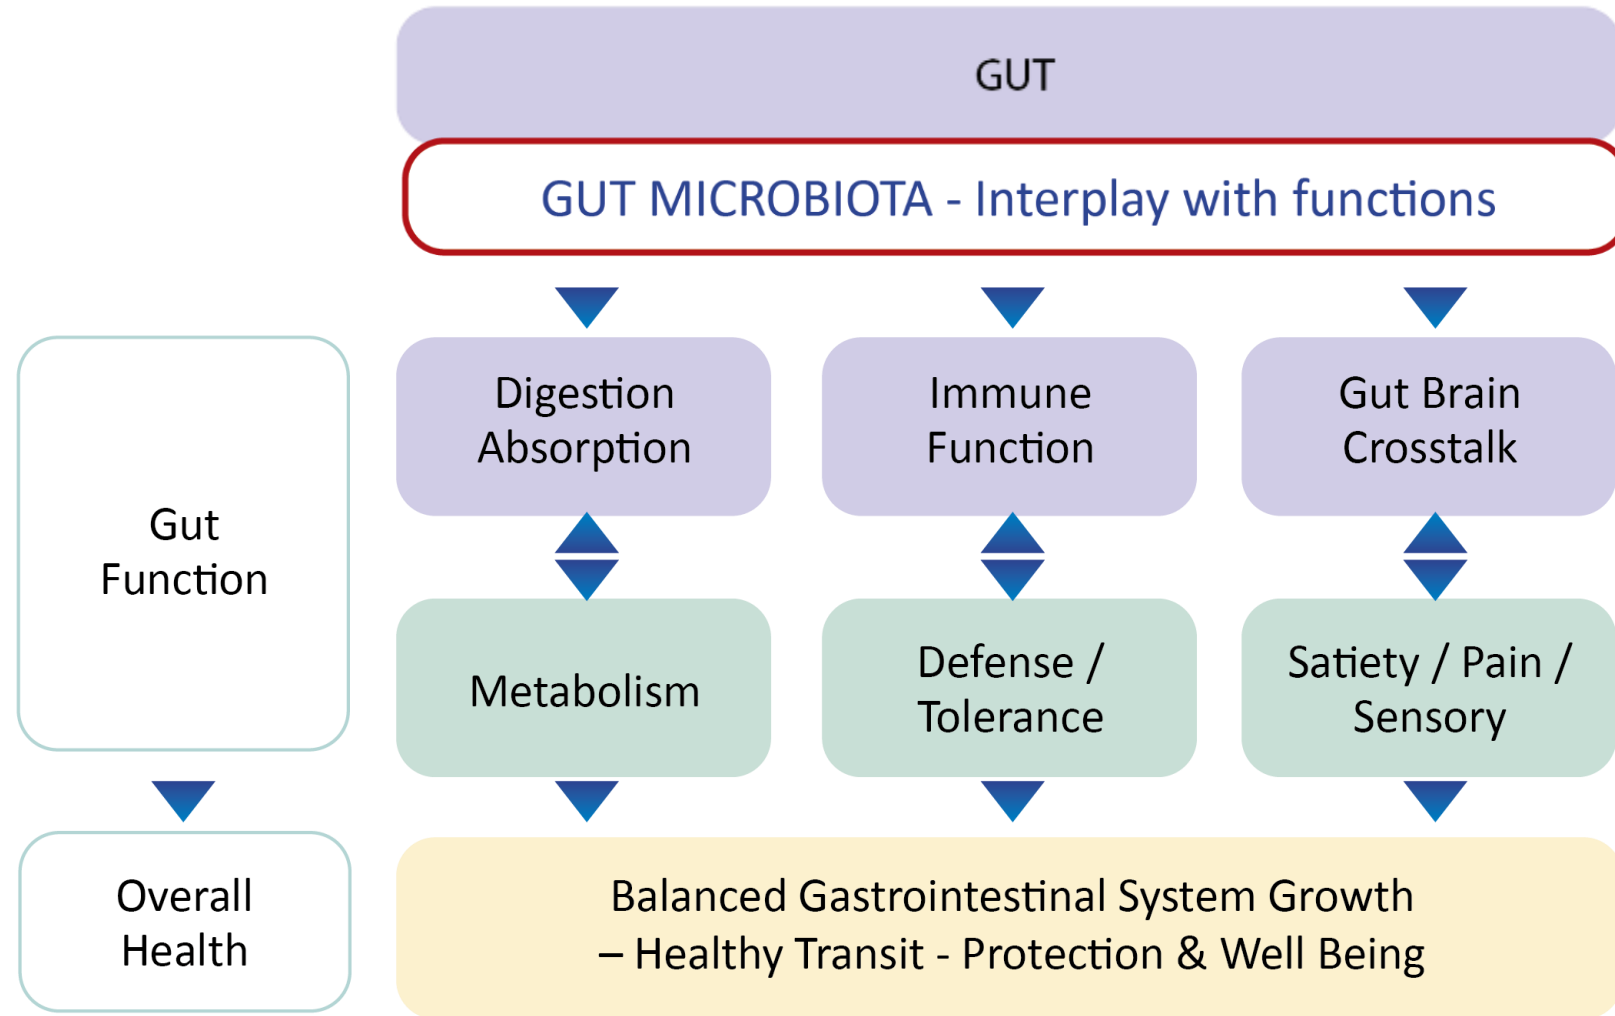 GUT
GUT MICROBIOTA - Interplay with functions
Gut
Function
Digestion
Absorption
Immune
Function
Gut Brain
Crosstalk
Metabolism
Defense /
Tolerance
Satiety / Pain /
Sensory
Overall
Health
Balanced Gastrointestinal System Growth
– Healthy Transit - Protection & Well Being